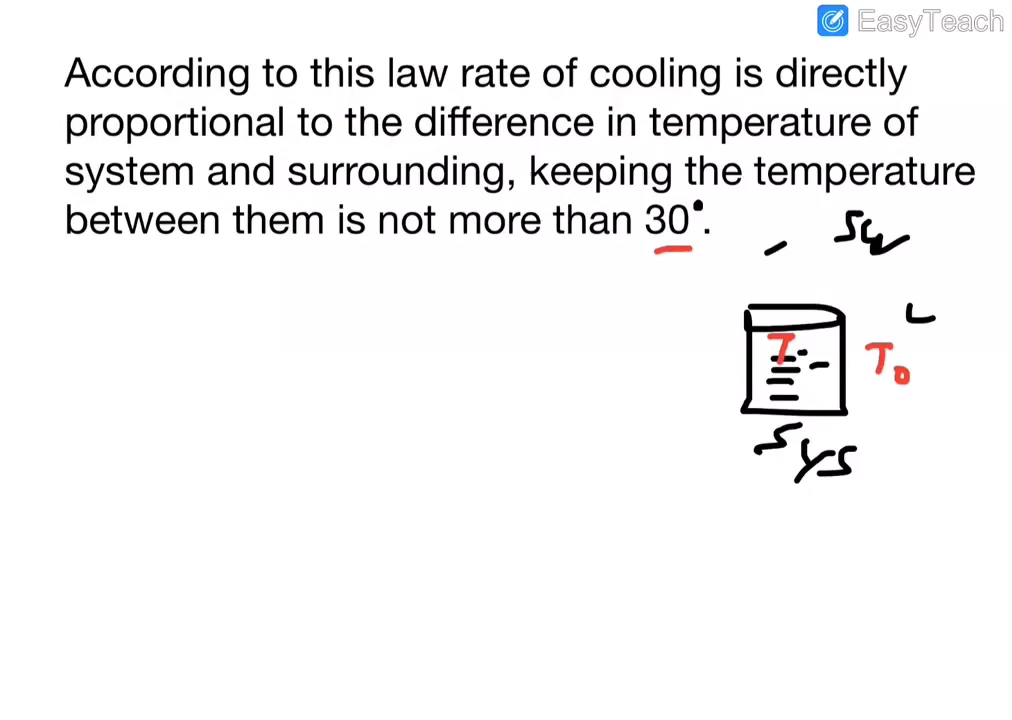 EasyTeach
According to this law rate of cooling is directly
proportional to the difference in temperature of
system and surrounding, keeping the temperature
between them is not more than 30°.
T
T₀
Sys